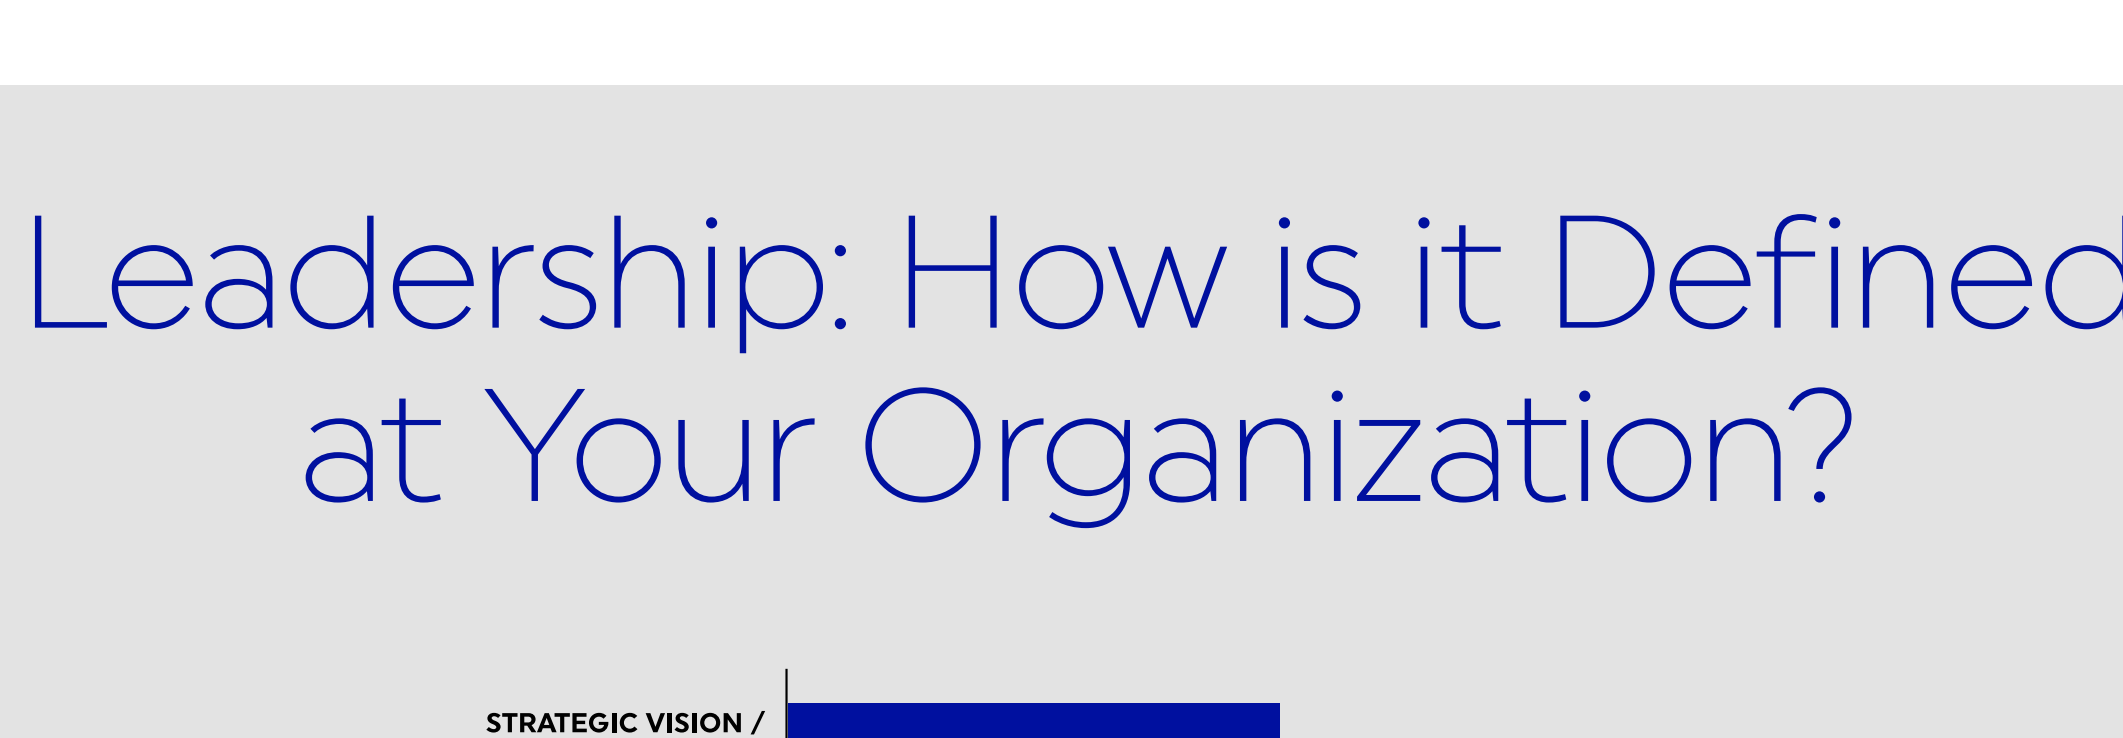 Leadership: How is it Defined
at Your Organization?
STRATEGIC VISION /